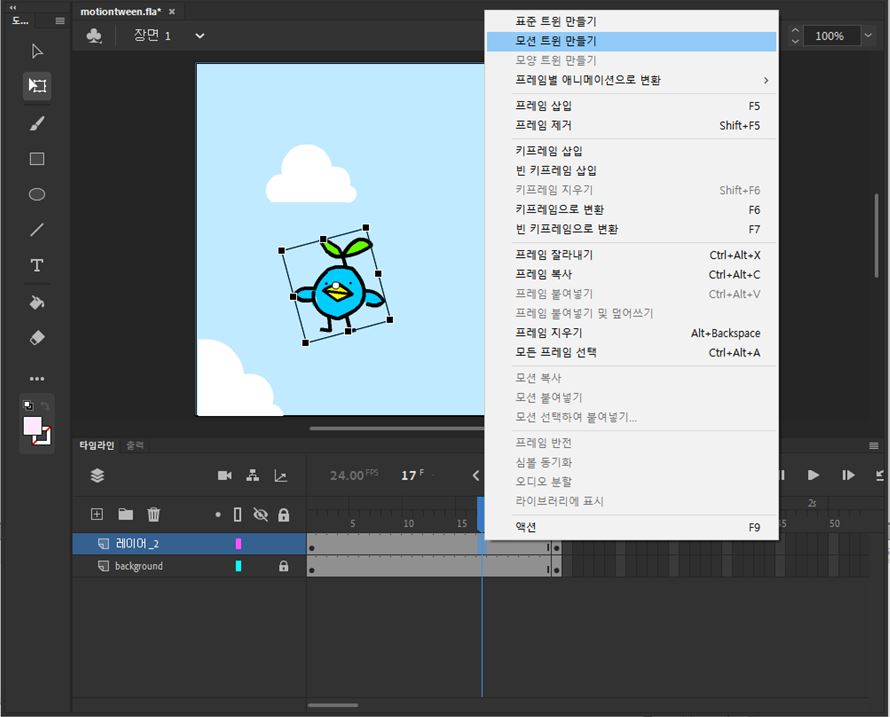 motiontween.fla*
도...
장면 1
100%
표준 트윈 만들기
모션 트윈 만들기
모양 트윈 만들기
프레임별 애니메이션으로 변환
프레임 삽입 F5
프레임 제거 Shift+F5
키프레임 삽입
빈 키프레임 삽입
키프레임 지우기 Shift+F6
키프레임으로 변환 F6
빈 키프레임으로 변환 F7
프레임 잘라내기 Ctrl+Alt+X
프레임 복사 Ctrl+Alt+C
프레임 붙여넣기 Ctrl+Alt+V
프레임 붙여넣기 및 덮어쓰기
프레임 지우기 Alt+Backspace
모든 프레임 선택 Ctrl+Alt+A
모션 복사
모션 붙여넣기
모션 선택하여 붙여넣기...
프레임 반전
심볼 동기화
오디오 분할
라이브러리에 표시
액션 F9
타임라인 출력
24.00 FPS 17 F
2s
5 10 15 45 50
레이어_2
background